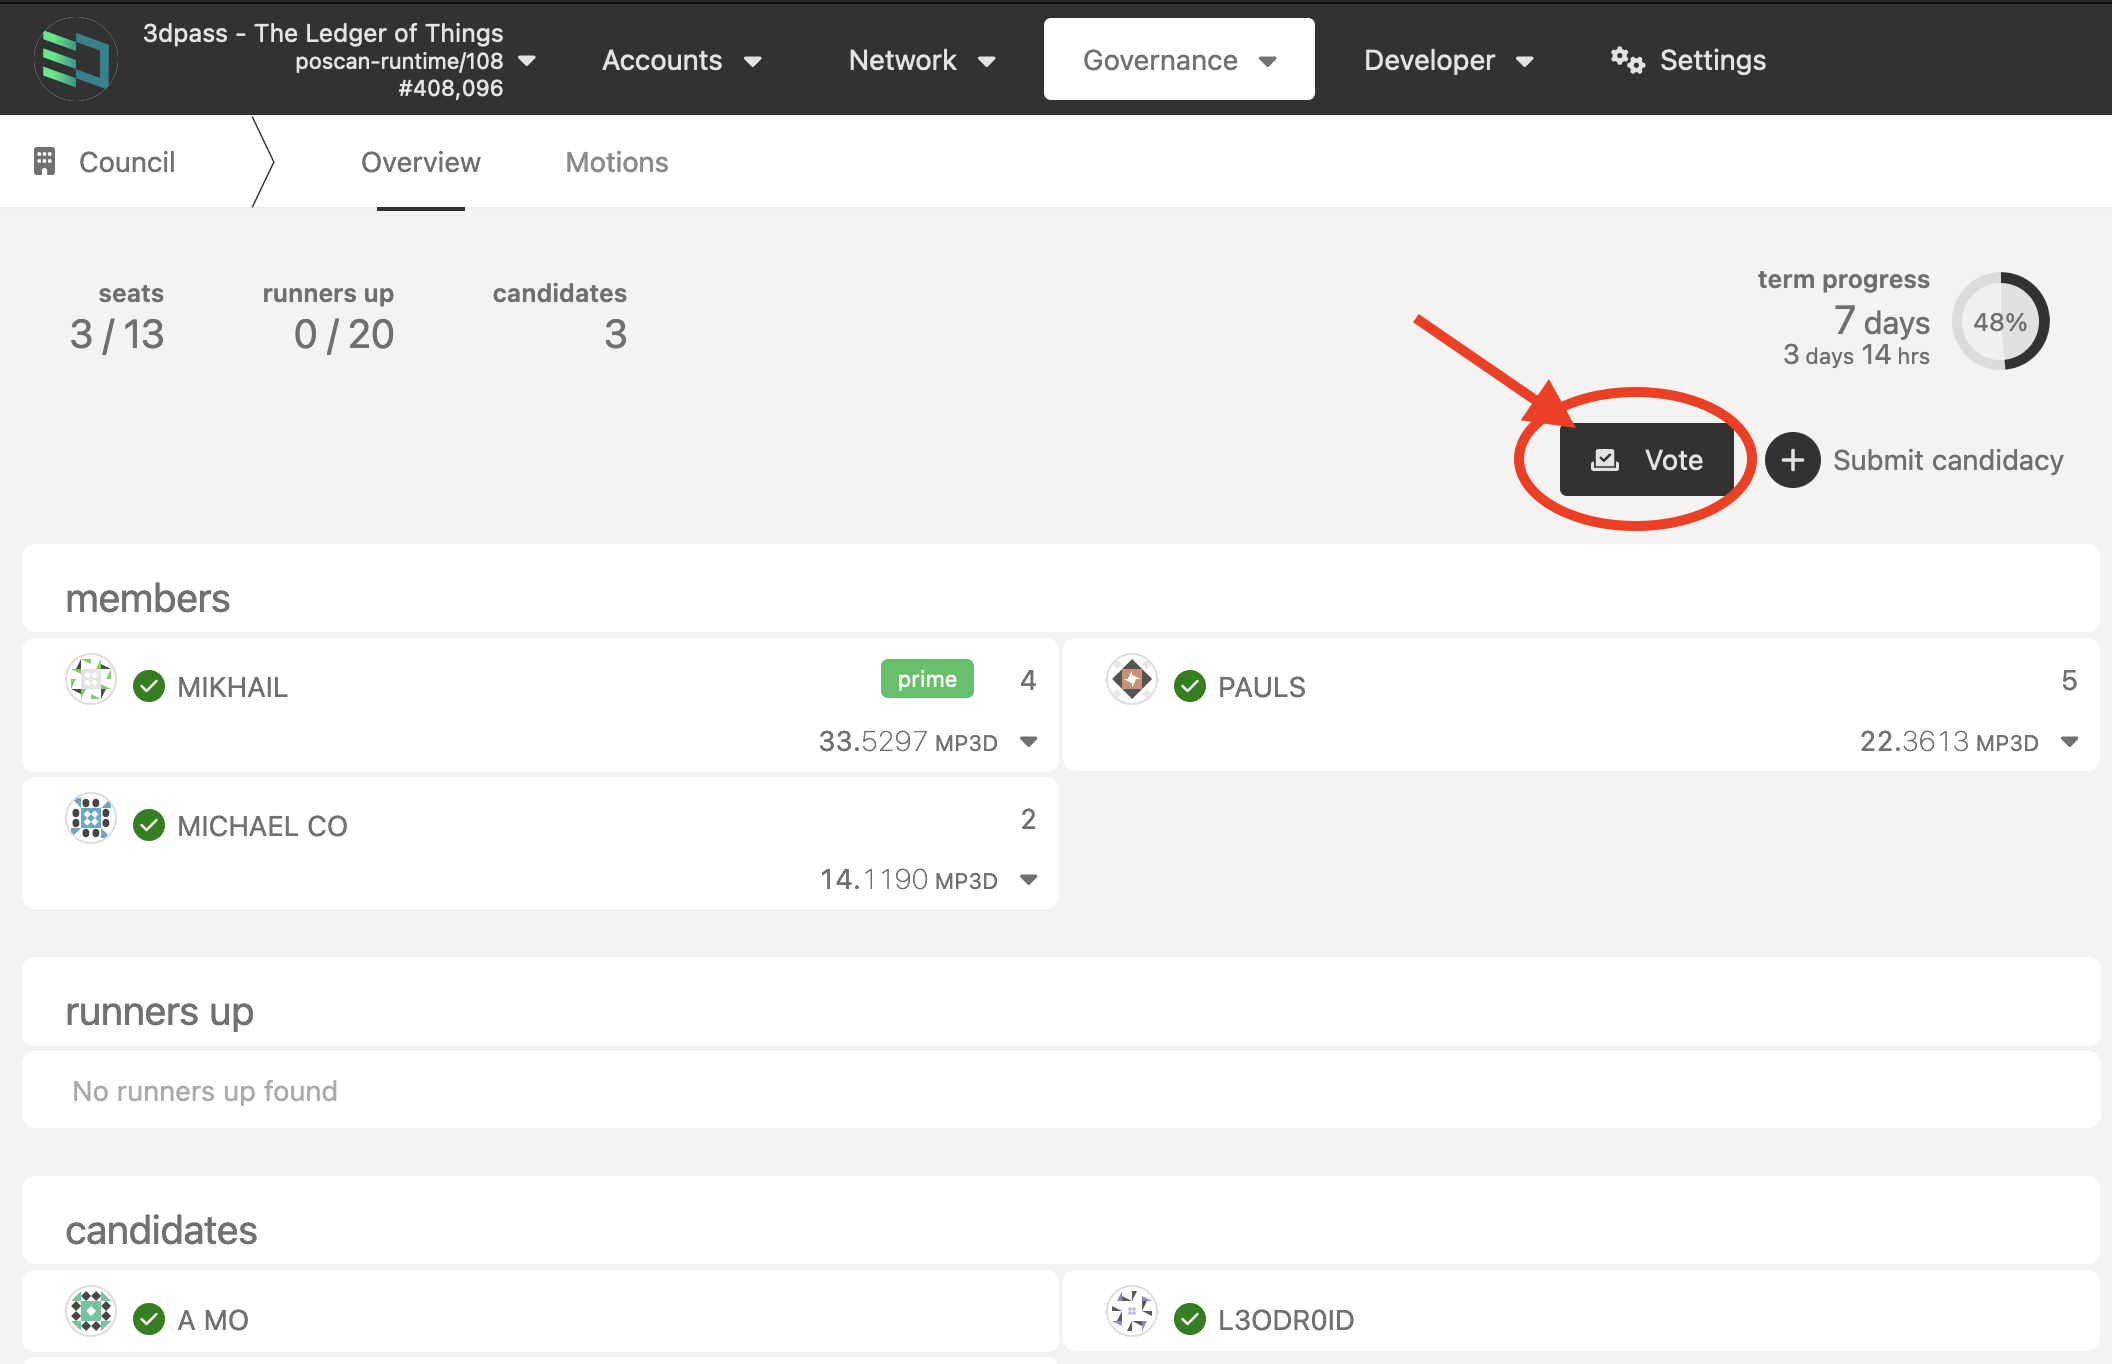 3dpass - The Ledger of Things
poscan-runtime/108
#408,096
Accounts
Network
Governance
Developer
Settings
Council
Overview
Motions
seats
3 / 13
runners up
0 / 20
candidates
3
term progress
7 days
3 days 14 hrs
48%
Vote
Submit candidacy
members
MIKHAIL
prime
4
33.5297 MP3D
PAULS
5
22.3613 MP3D
MICHAEL CO
2
14.1190 MP3D
runners up
No runners up found
candidates
A MO
L3ODR0ID